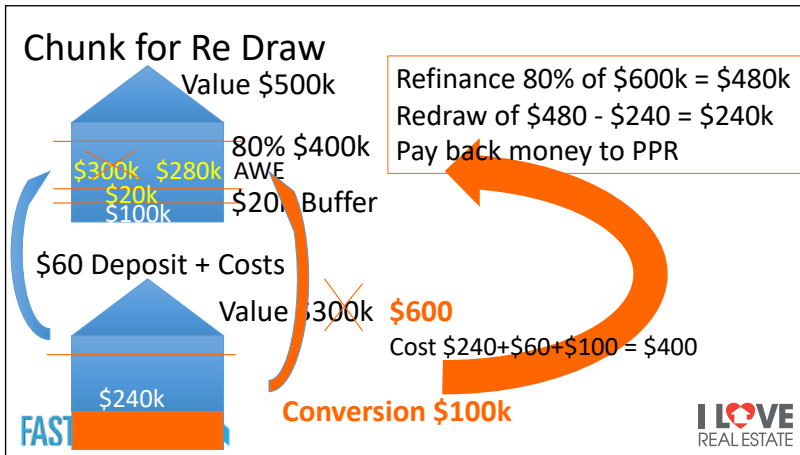 Chunk for Re Draw
Value $500k
Refinance 80% of $600k = $480k
Redraw of $480 - $240 = $240k
Pay back money to PPR
80% $400k
$300k $280k AWE
$20k
$20k Buffer
$100k
$60 Deposit + Costs
Value $300k $600
Cost $240+$60+$100 = $400
$240k
Conversion $100k
FAST
I LOVE
REAL ESTATE